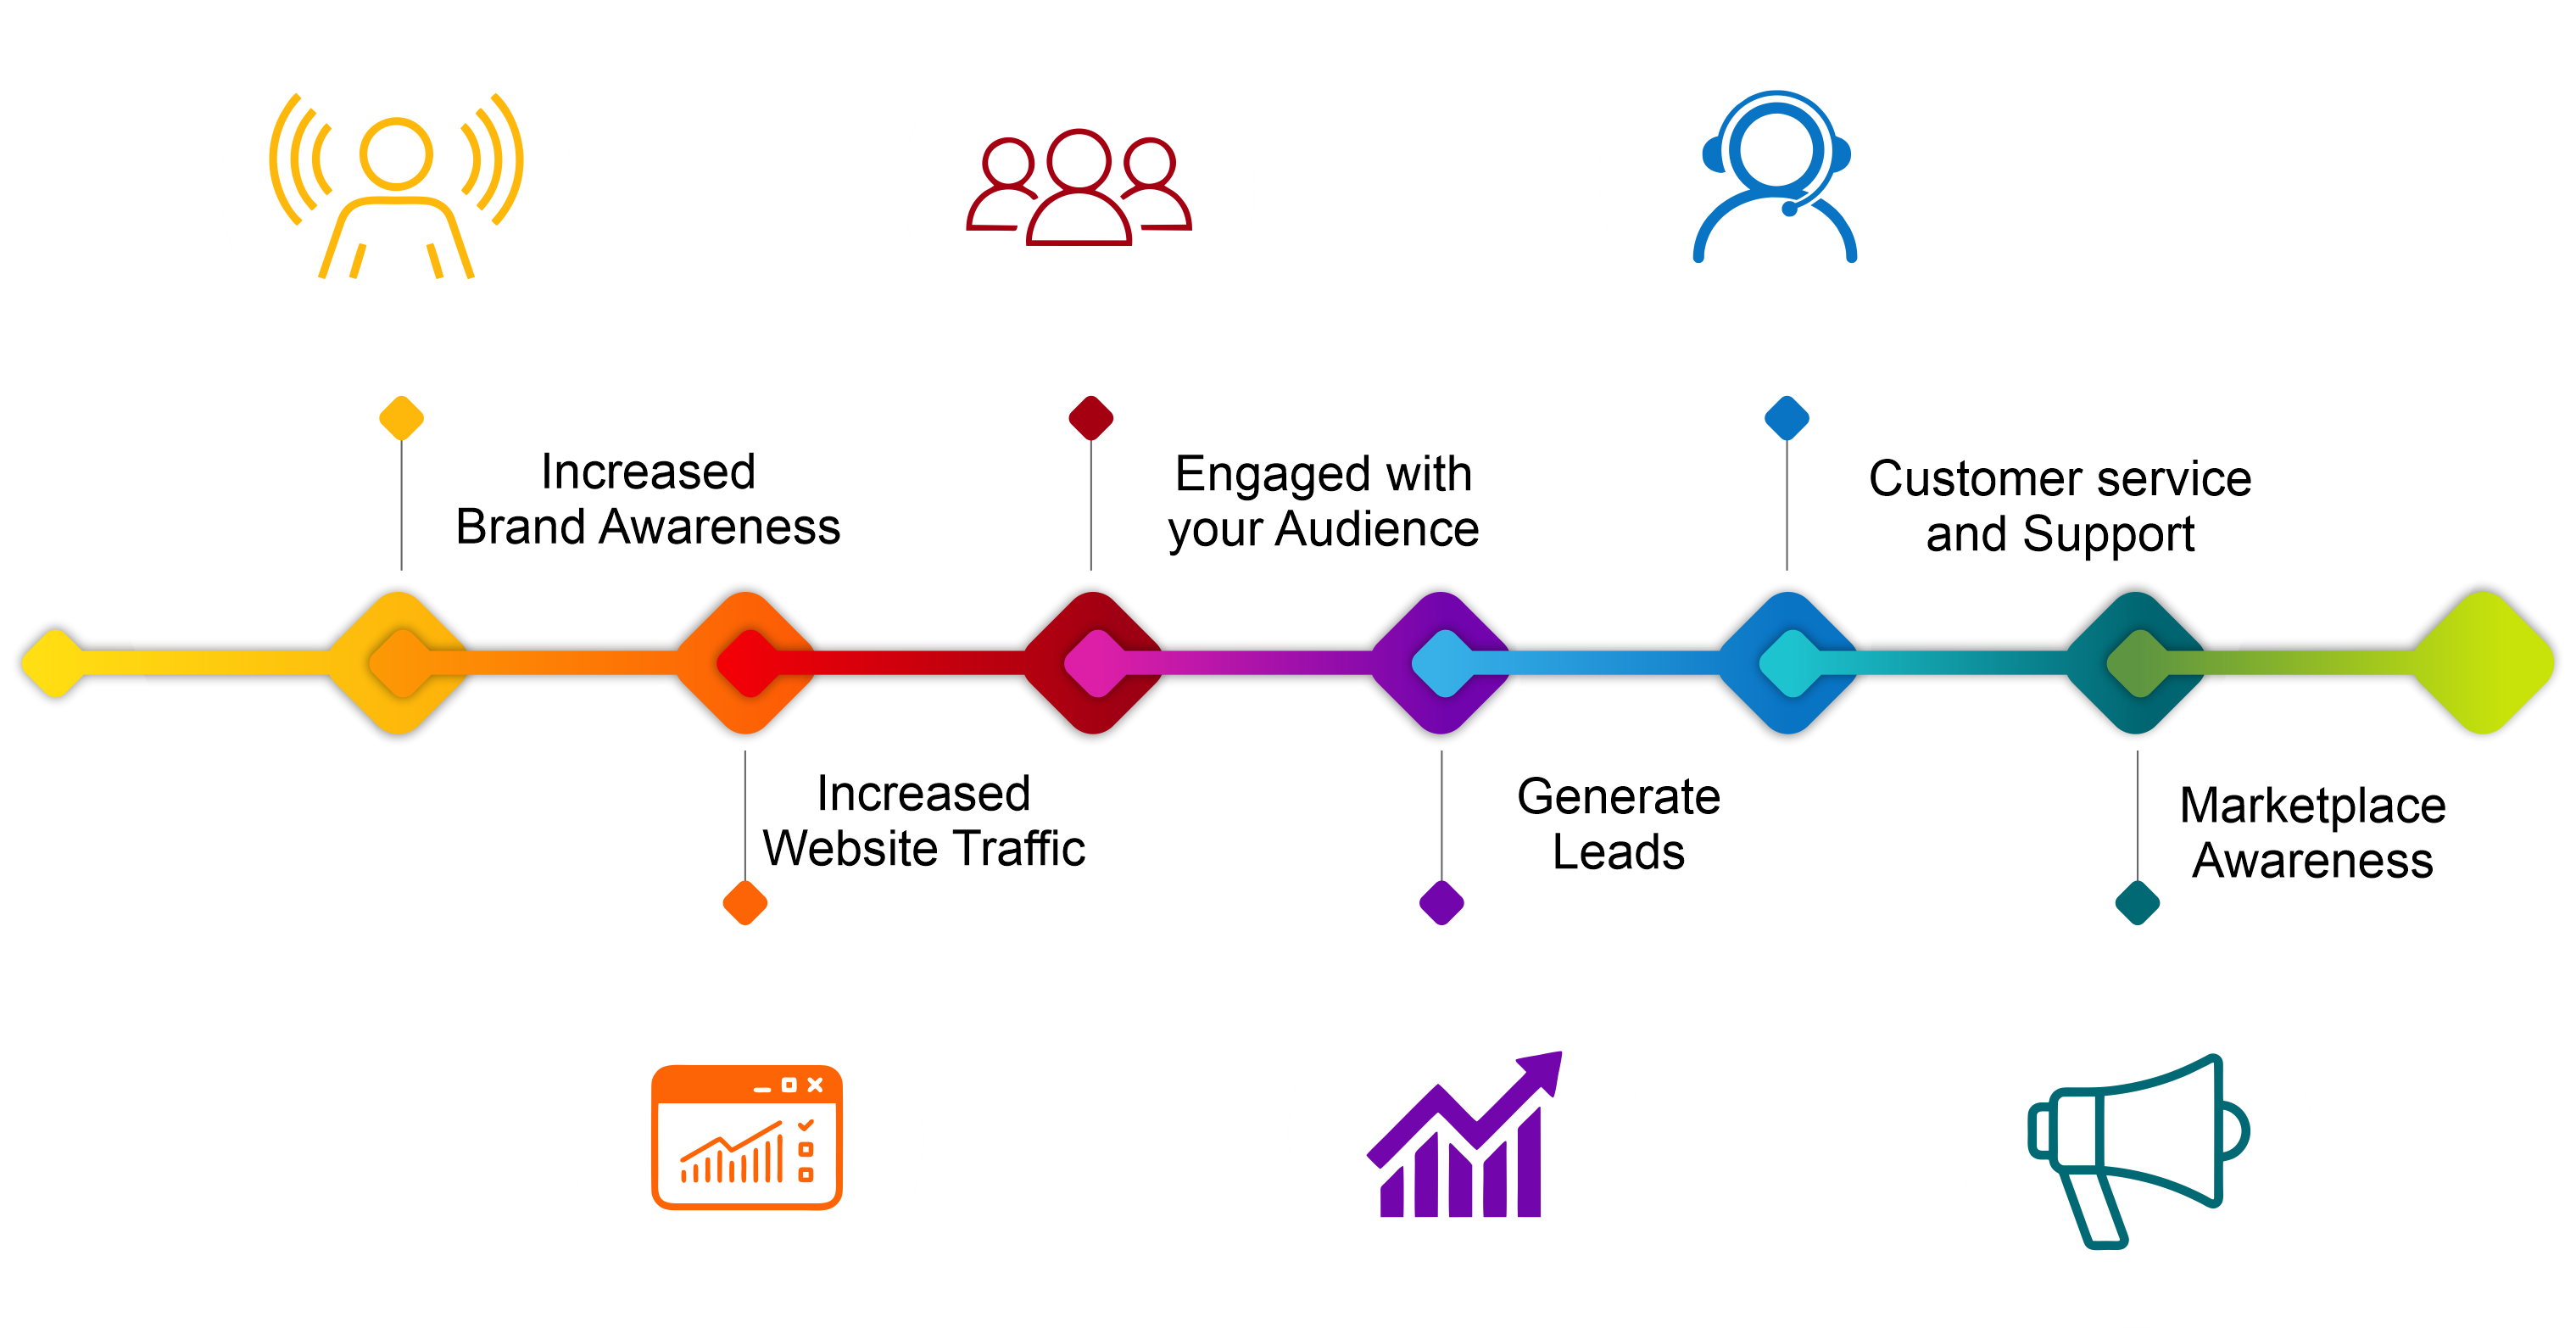 Increased
Brand Awareness
Engaged with
your Audience
Customer service
and Support
Increased
Website Traffic
Generate
Leads
Marketplace
Awareness